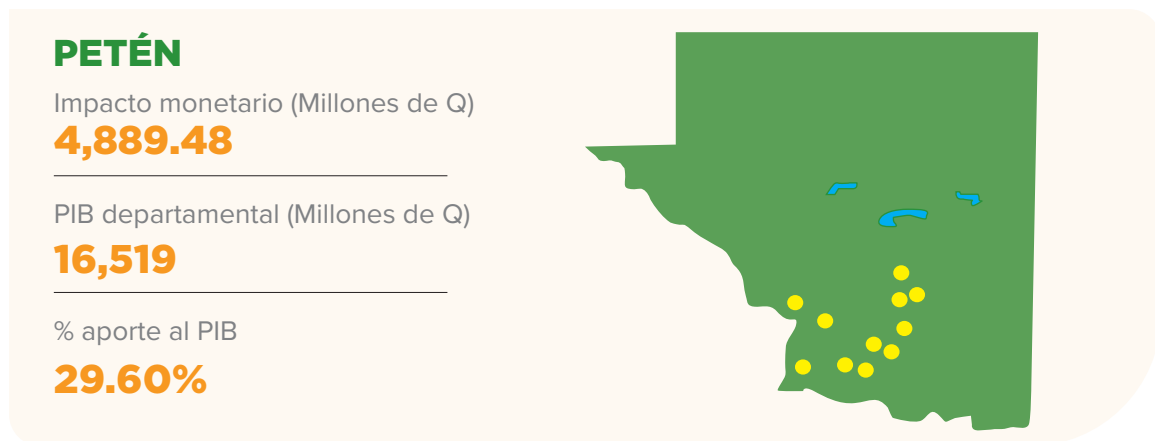 PETÉN
Impacto monetario (Millones de Q)
4,889.48
PIB departamental (Millones de Q)
16,519
% aporte al PIB
29.60%